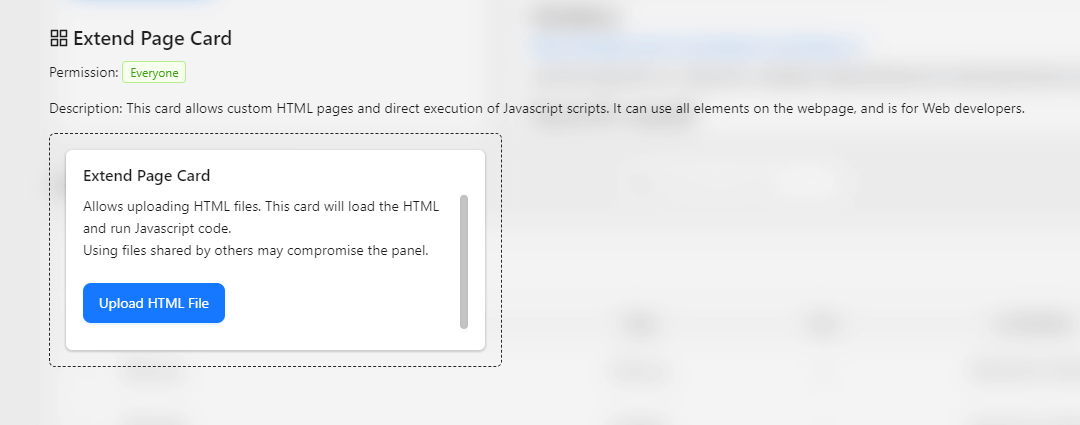 Extend Page Card
Permission: Everyone
Description: This card allows custom HTML pages and direct execution of Javascript scripts. It can use all elements on the webpage, and is for Web developers.
Extend Page Card
Allows uploading HTML files. This card will load the HTML
and run Javascript code.
Using files shared by others may compromise the panel.
Upload HTML File